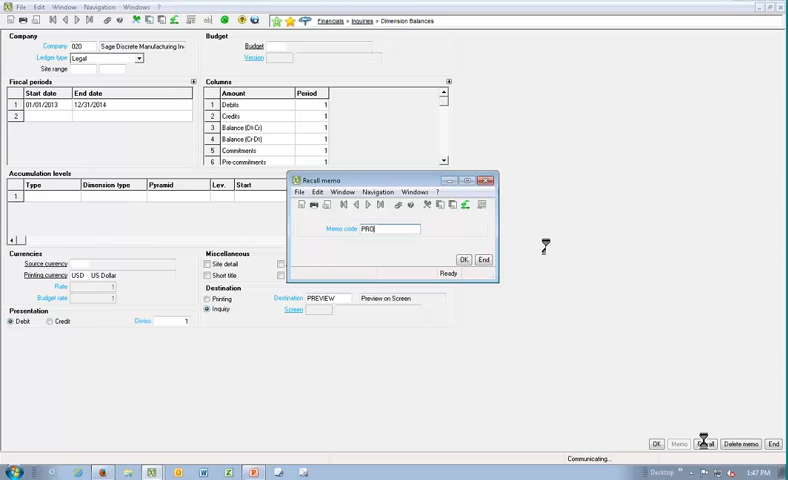 File Edit Window Navigation Windows ?
Financials > Inquiries > Dimension Balances
Company
Company 020 Sage Discrete Manufacturing In
Ledger type Legal
Site range
Budget
Budget
Version
Fiscal periods
Start date End date
1 01/01/2013 12/31/2014
2
Columns
Amount Period
1 Debits 1
2 Credits 1
3 Balance (Dt-Cr) 1
4 Balance (Cr-Dt) 1
5 Commitments 1
6 Pre-commitments 1
Accumulation levels
Type Dimension type Pyramid Lev. Start
1
Recall memo
File Edit Window Navigation Windows ?
Memo code PRO
OK End
Ready
Currencies
Source currency
Printing currency USD US Dollar
Rate 1
Budget rate 1
Presentation
Debit Credit Diviso 1
Miscellaneous
Site detail
Short title
Destination
Printing Destination PREVIEW Preview on Screen
Inquiry Screen
OK Memo Delete memo End
Communicating...
Desktop 1:47 PM